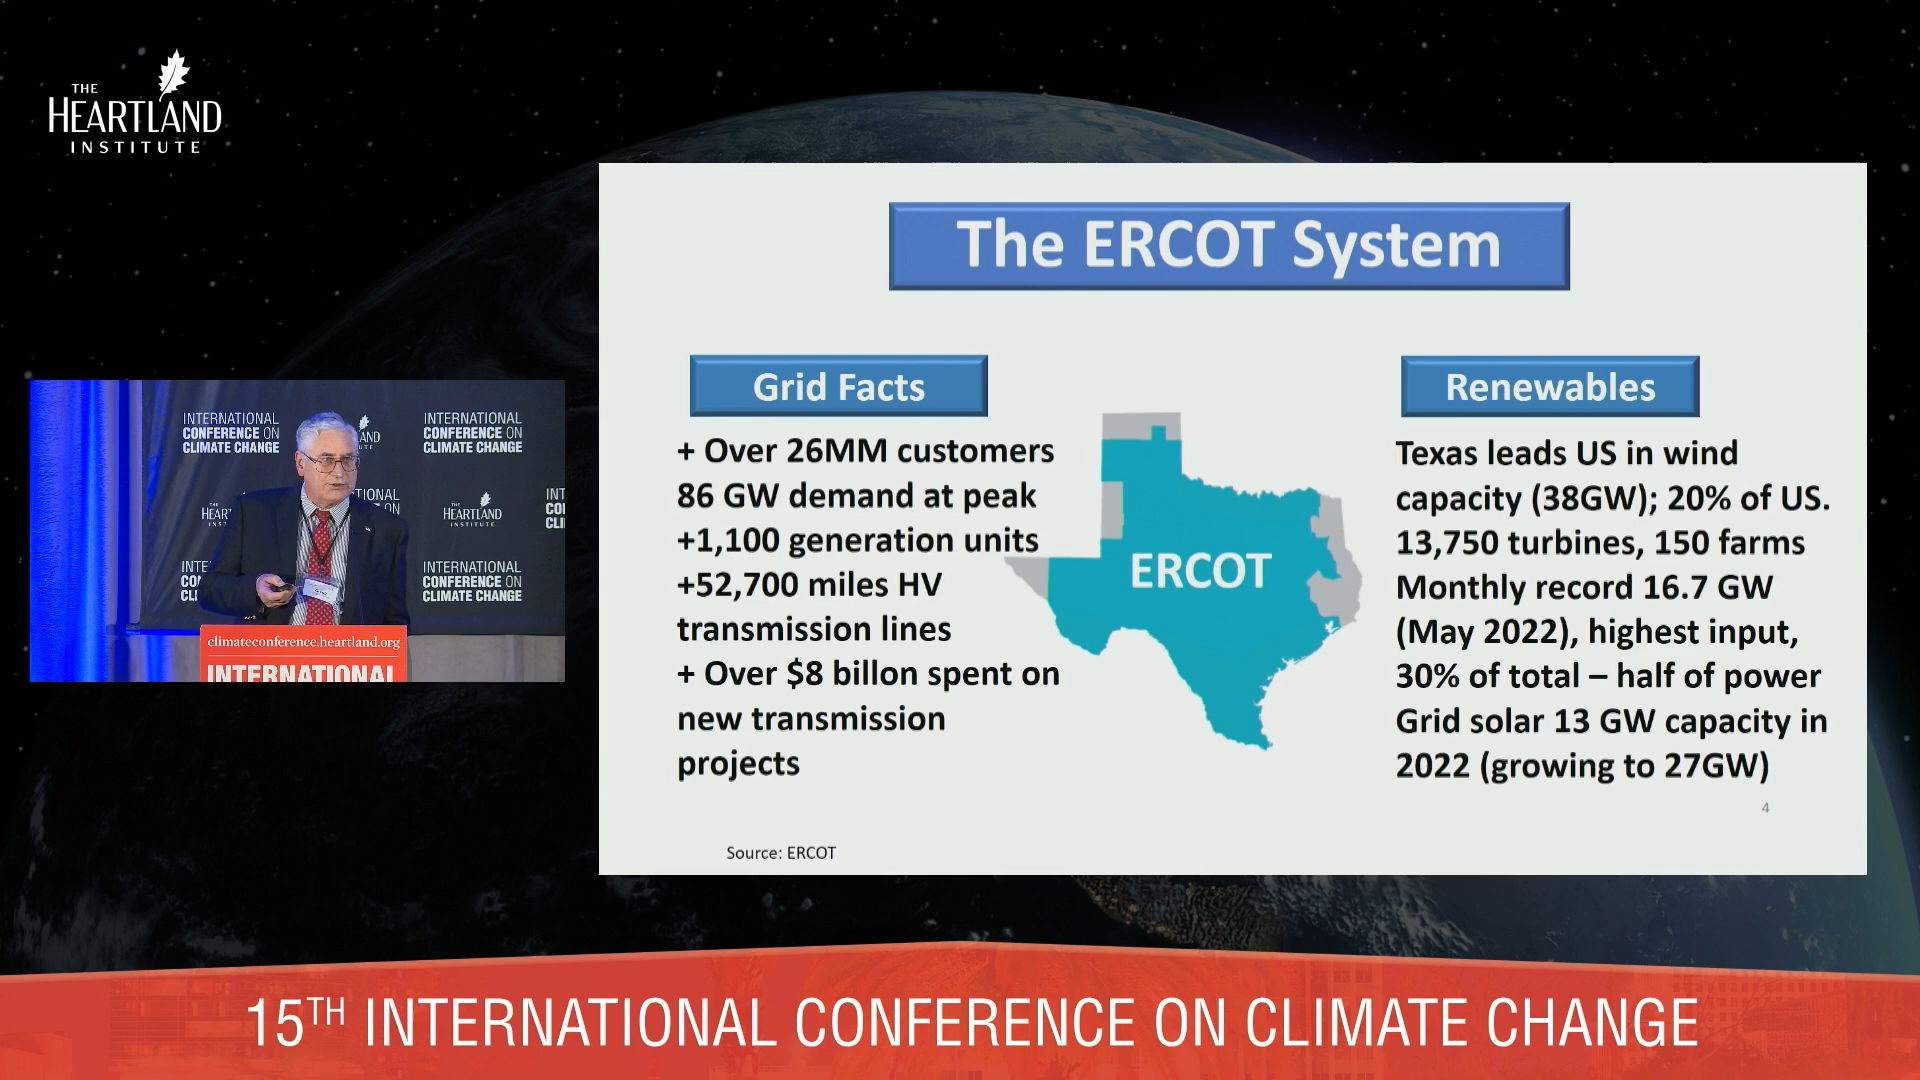 THE
HEARTLAND
INSTITUTE
The ERCOT System
Grid Facts
+ Over 26MM customers
86 GW demand at peak
+1,100 generation units
+52,700 miles HV
transmission lines
+ Over $8 billon spent on
new transmission
projects
ERCOT
Renewables
Texas leads US in wind
capacity (38GW); 20% of US.
13,750 turbines, 150 farms
Monthly record 16.7 GW
(May 2022), highest input,
30% of total – half of power
Grid solar 13 GW capacity in
2022 (growing to 27GW)
4
Source: ERCOT
INTERNATIONAL
CONFERENCE ON
CLIMATE CHANGE
INTERNATIONAL
CONFERENCE ON
CLIMATE CHANGE
HEARTLAND
INSTITUTE
INTERNATIONAL
CONFERENCE ON
CLIMATE CHANGE
climateconference.heartland.org
INTERNATIONAL
15TH INTERNATIONAL CONFERENCE ON CLIMATE CHANGE